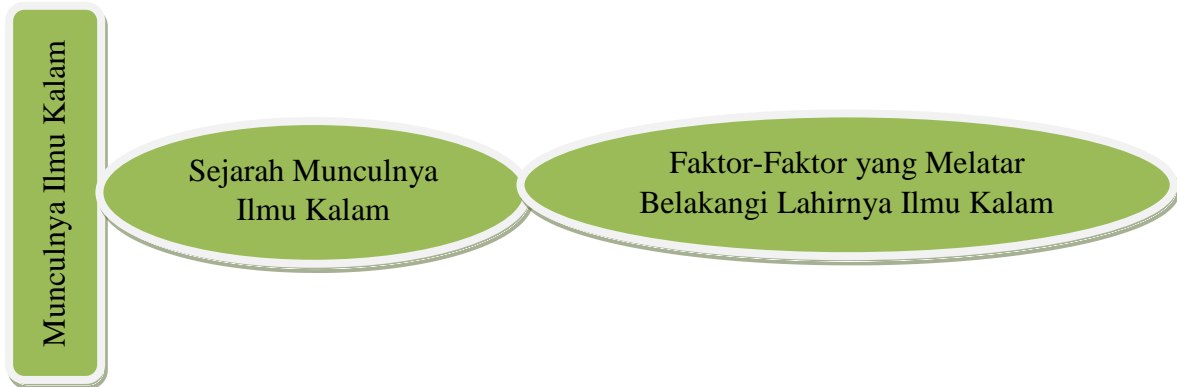 Munculnya Ilmu Kalam
Sejarah Munculnya
Ilmu Kalam
Faktor-Faktor yang Melatar
Belakangi Lahirnya Ilmu Kalam